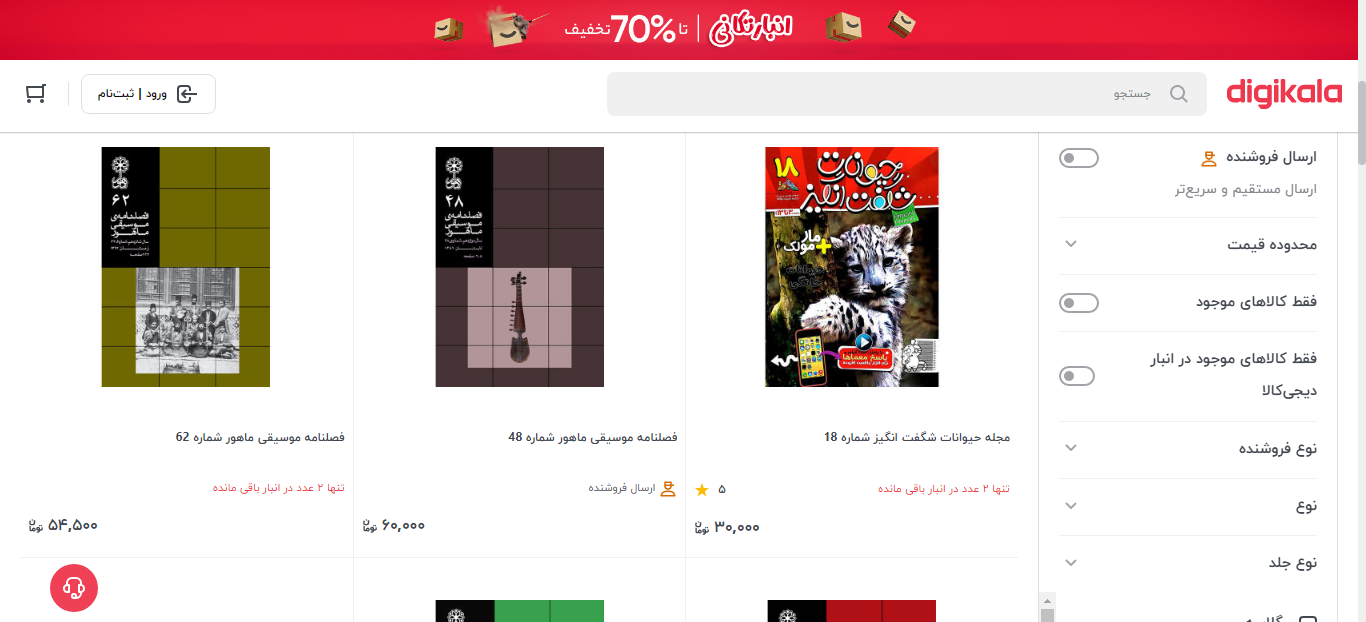 انبارتکانی | تا 70% تخفیف
digikala
جستجو
ورود | ثبت‌نام
ارسال فروشنده
ارسال مستقیم و سریع‌تر
محدوده قیمت
فقط کالاهای موجود
فقط کالاهای موجود در انبار
دیجی‌کالا
نوع فروشنده
نوع
نوع جلد
۱۸
حیوانات
شگفت انگیز
مار
+
مولک
حیوانات
خانگی
پاسخ معماها
مجله حیوانات شگفت انگیز شماره 18
تنها ۲ عدد در انبار باقی مانده
۵
۳۰,۰۰۰ تومان
۴۸
فصلنامه‌ی
موسیقی
ماهور
فصلنامه موسیقی ماهور شماره 48
ارسال فروشنده
۶۰,۰۰۰ تومان
۶۲
فصلنامه‌ی
موسیقی
ماهور
فصلنامه موسیقی ماهور شماره 62
تنها ۲ عدد در انبار باقی مانده
۵۴,۵۰۰ تومان